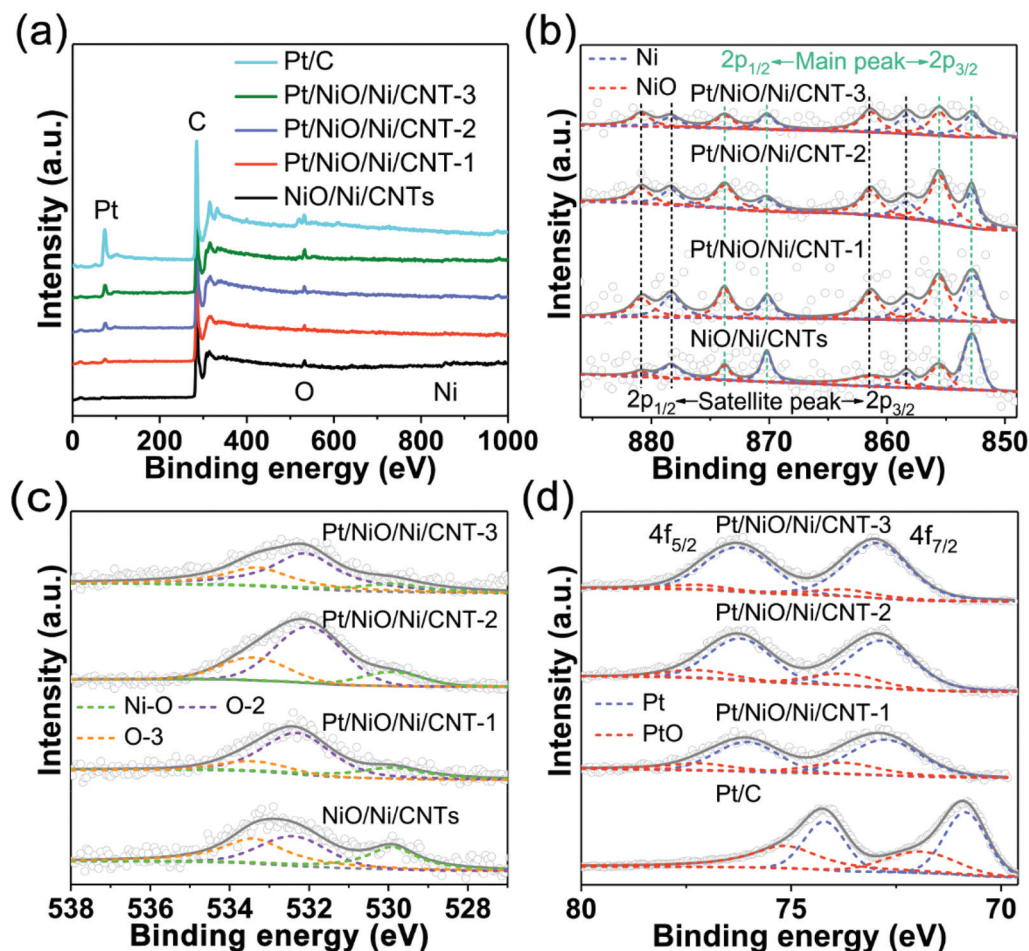 (a)
Pt/C
Pt/NiO/Ni/CNT-3
Pt/NiO/Ni/CNT-2
Pt/NiO/Ni/CNT-1
NiO/Ni/CNTs
Pt
C
O
Ni
Intensity (a.u.)
0 200 400 600 800 1000
Binding energy (eV)
(b)
Ni
NiO
2p1/2←Main peak→2p3/2
Pt/NiO/Ni/CNT-3
Pt/NiO/Ni/CNT-2
Pt/NiO/Ni/CNT-1
NiO/Ni/CNTs
2p1/2←Satellite peak→2p3/2
Intensity (a.u.)
880 870 860 850
Binding energy (eV)
(c)
Pt/NiO/Ni/CNT-3
Pt/NiO/Ni/CNT-2
Ni-O O-2
O-3
Pt/NiO/Ni/CNT-1
NiO/Ni/CNTs
Intensity (a.u.)
538 536 534 532 530 528
Binding energy (eV)
(d)
4f5/2
Pt/NiO/Ni/CNT-3
4f7/2
Pt/NiO/Ni/CNT-2
Pt
PtO
Pt/NiO/Ni/CNT-1
Pt/C
Intensity (a.u.)
80 75 70
Binding energy (eV)